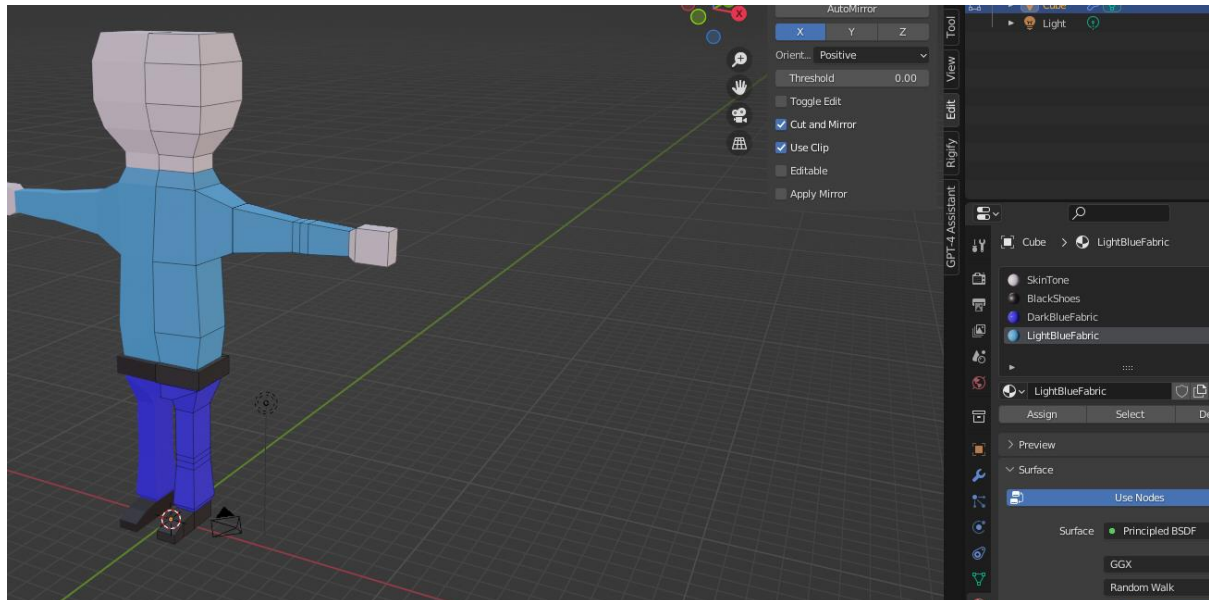 AutoMirror
X
X Y Z
Orient... Positive
Threshold 0.00
Toggle Edit
Cut and Mirror
Use Clip
Editable
Apply Mirror
Tool
View
Edit
Rigify
GPT-4 Assistant
Cube
Light
Cube > LightBlueFabric
SkinTone
BlackShoes
DarkBlueFabric
LightBlueFabric
LightBlueFabric
Assign Select De
Preview
Surface
Use Nodes
Surface Principled BSDF
GGX
Random Walk